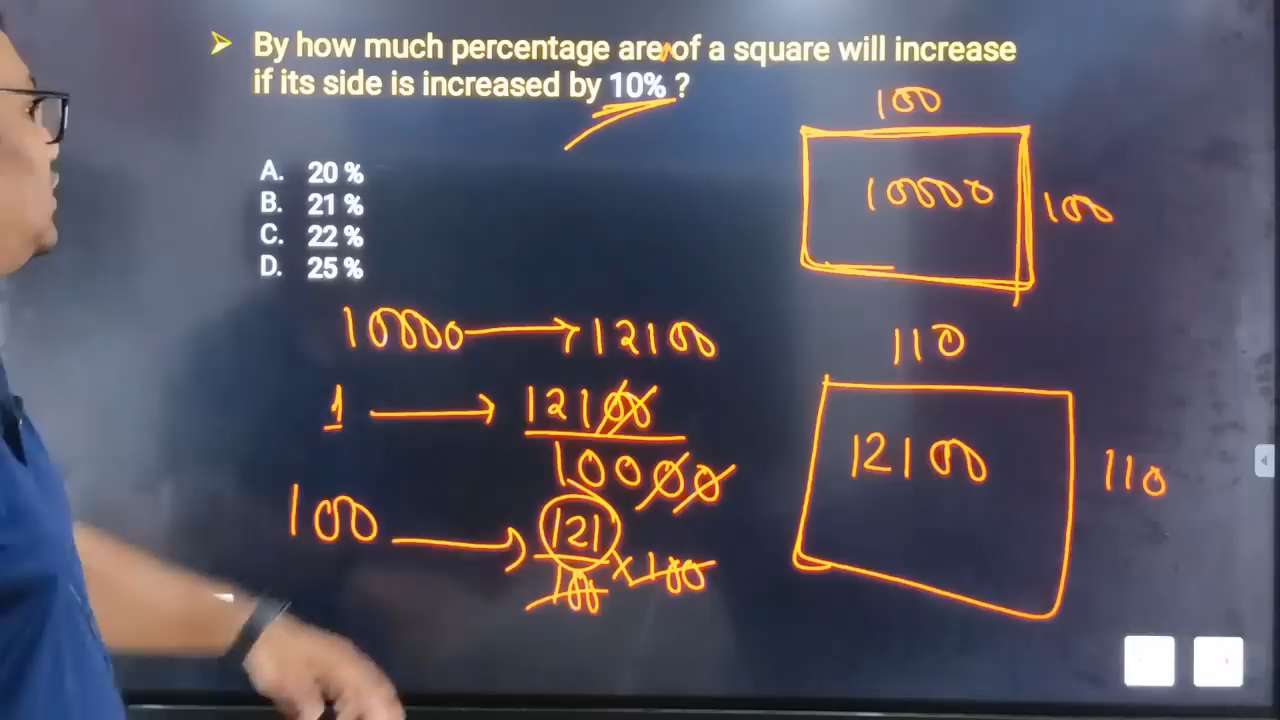 ➤ By how much percentage are, of a square will increase
if its side is increased by 10% ?
A. 20 %
B. 21 %
C. 22 %
D. 25 %
100
10000 100
10000 → 12100
1 → 12100
10000
100 → 121
100 × 100
110
12100 110